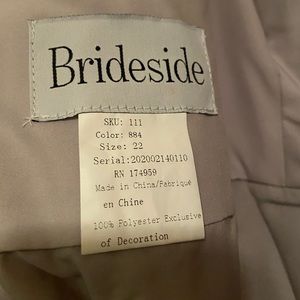 Brideside
SKU: 111
Color: 884
Size: 22
Serial:202002140110
RN 174959
Made in China/Fabriqué
en Chine
100% Polyester Exclusive
of Decoration